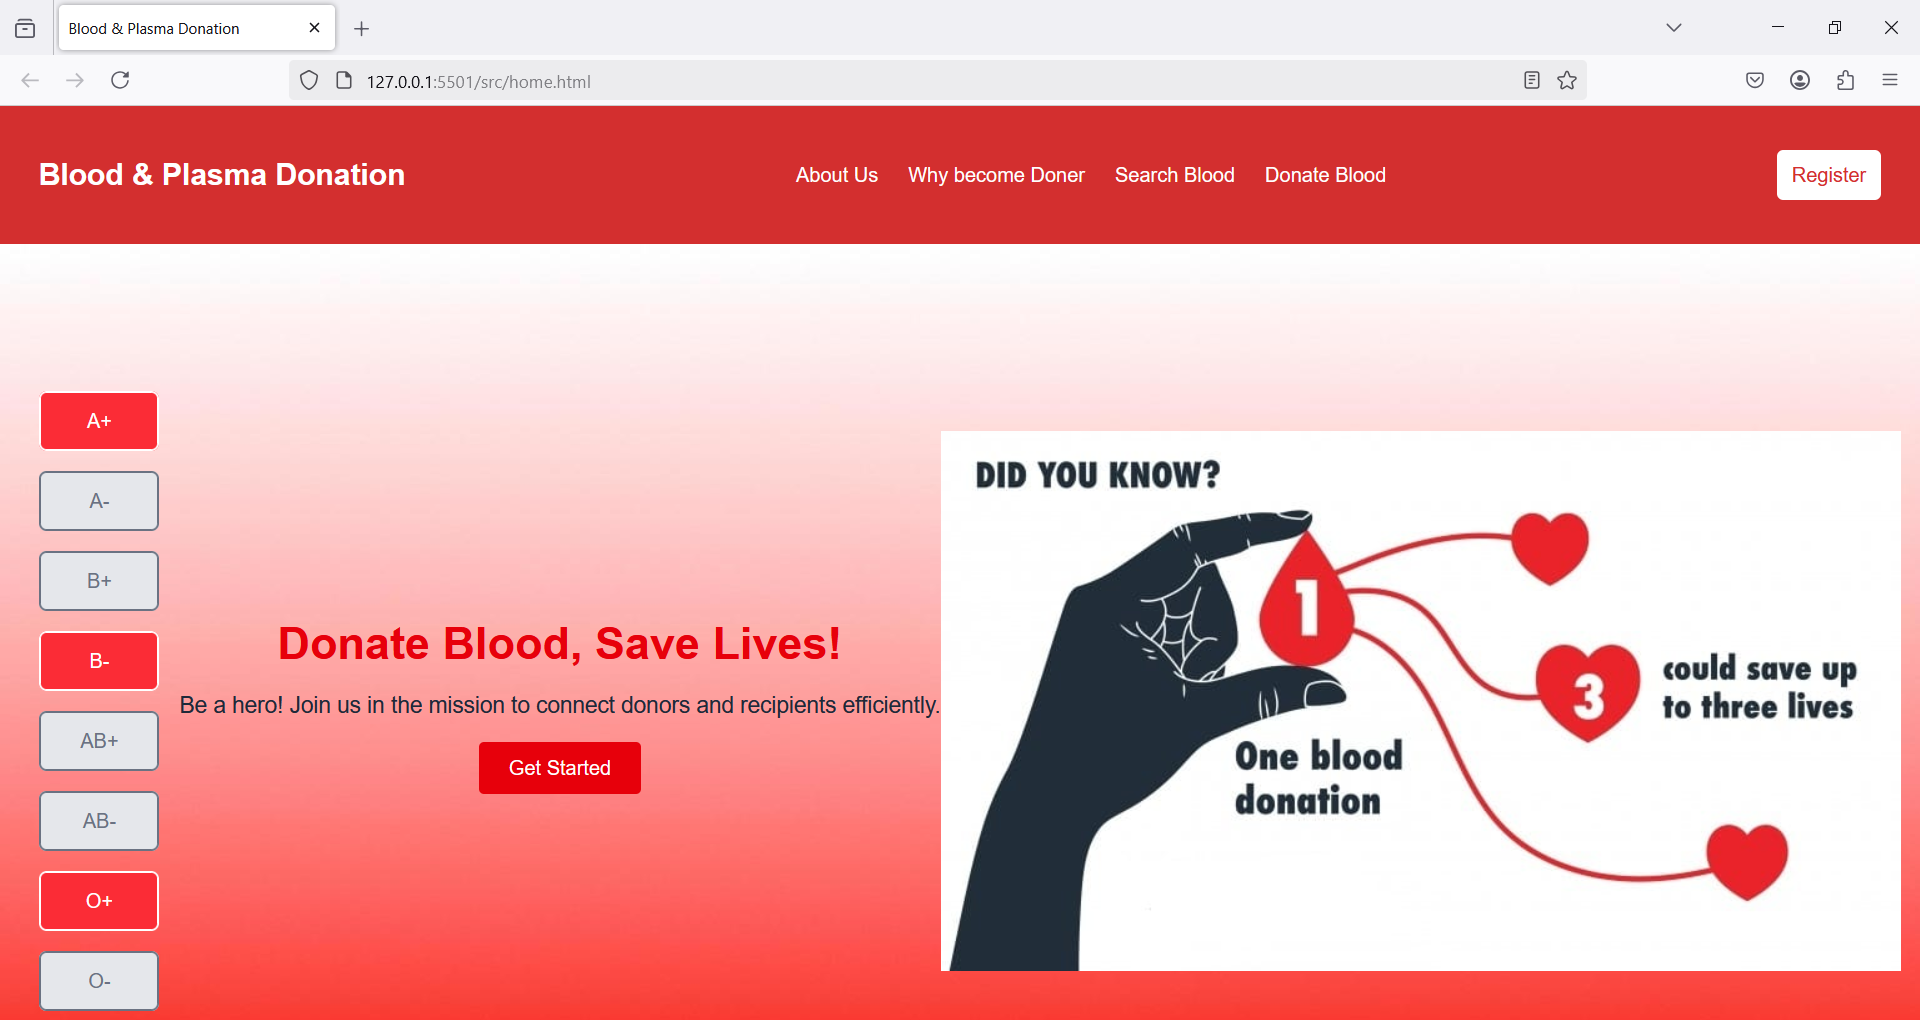 Blood & Plasma Donation
127.0.0.1:5501/src/home.html
Blood & Plasma Donation
About Us
Why become Doner
Search Blood
Donate Blood
Register
A+
A-
B+
B-
AB+
AB-
O+
O-
Donate Blood, Save Lives!
Be a hero! Join us in the mission to connect donors and recipients efficiently.
Get Started
DID YOU KNOW?
1
3
could save up
to three lives
One blood
donation